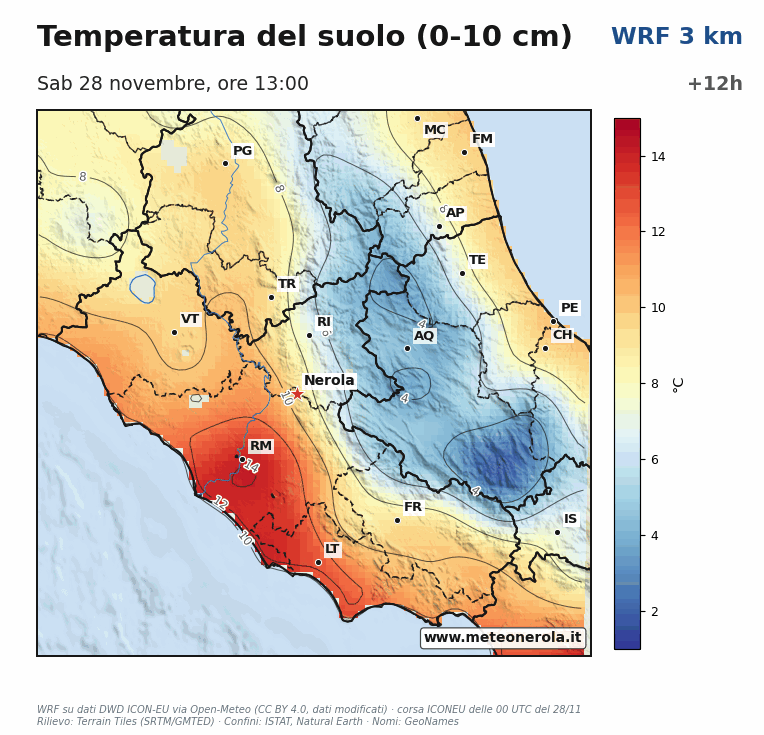 Temperatura del suolo (0-10 cm)
WRF 3 km
Sab 28 novembre, ore 13:00
+12h
MC
FM
PG
8
8
8
AP
TE
TR
PE
VT
RI
8
4
AQ
CH
Nerola
10
4
RM
14
4
12
FR
IS
10
LT
www.meteonerola.it
14
12
10
8
6
4
2
°C
WRF su dati DWD ICON-EU via Open-Meteo (CC BY 4.0, dati modificati) · corsa ICONEU delle 00 UTC del 28/11
Rilievo: Terrain Tiles (SRTM/GMTED) · Confini: ISTAT, Natural Earth · Nomi: GeoNames